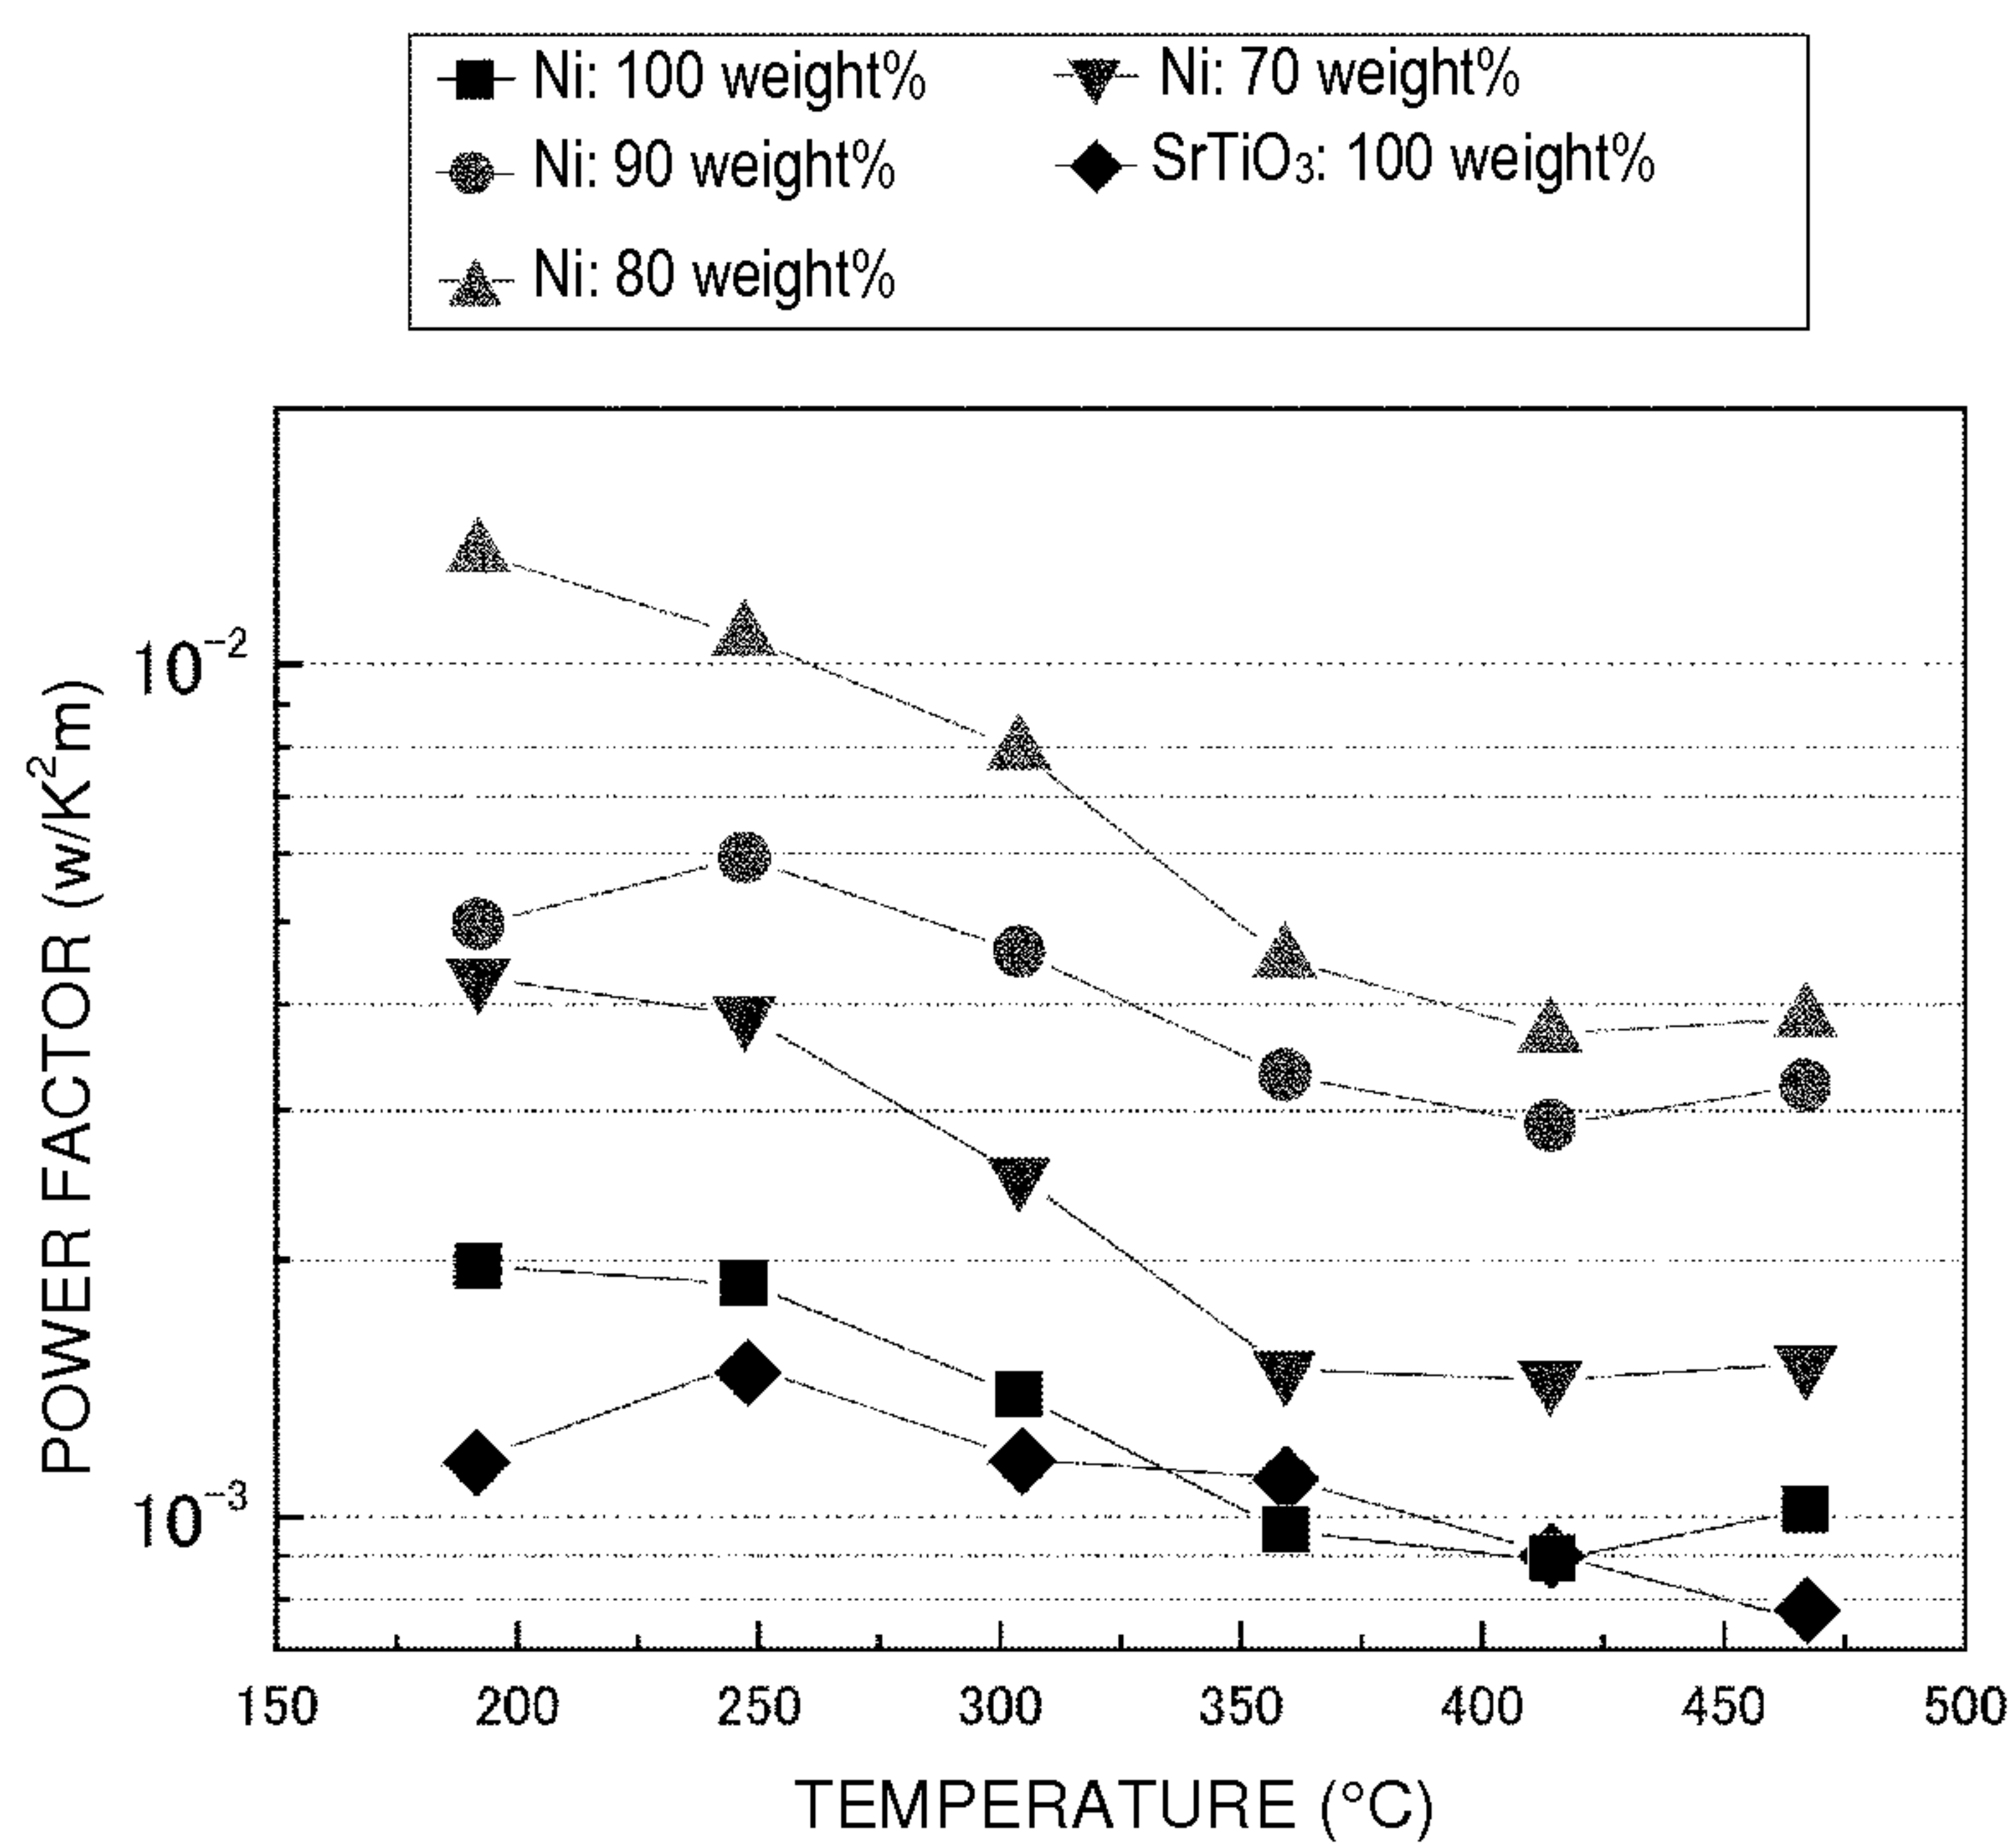 Ni: 100 weight%
Ni: 70 weight%
Ni: 90 weight%
SrTiO₃: 100 weight%
Ni: 80 weight%
10⁻²
10⁻³
POWER FACTOR (w/K²m)
150 200 250 300 350 400 450 500
TEMPERATURE (°C)